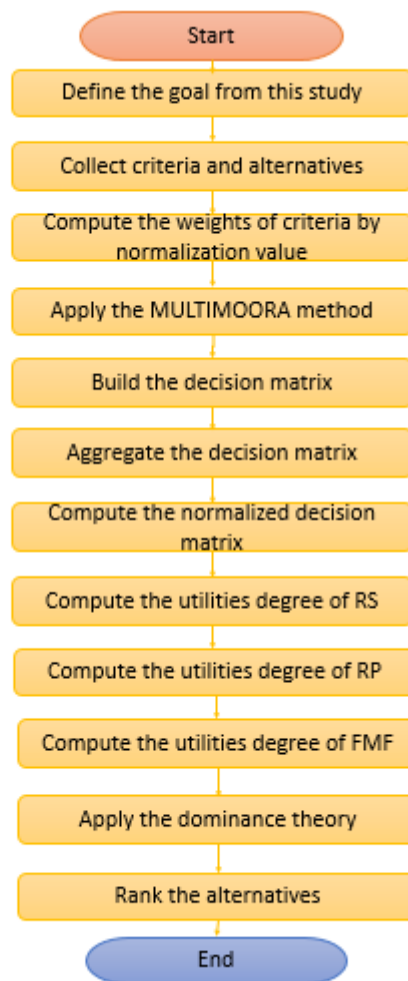 Start
Define the goal from this study
Collect criteria and alternatives
Compute the weights of criteria by
normalization value
Apply the MULTIMOORA method
Build the decision matrix
Aggregate the decision matrix
Compute the normalized decision
matrix
Compute the utilities degree of RS
Compute the utilities degree of RP
Compute the utilities degree of FMF
Apply the dominance theory
Rank the alternatives
End